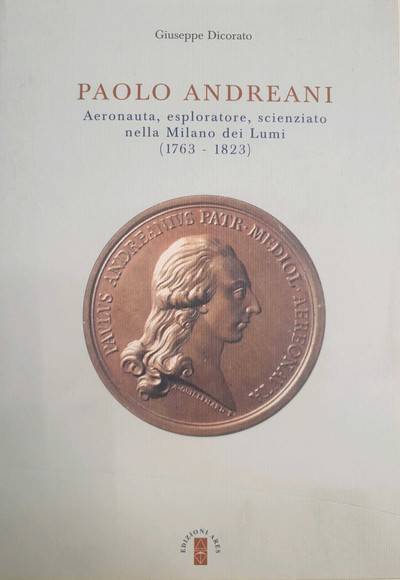 Giuseppe Dicorato
PAOLO ANDREANI
Aeronauta, esploratore, scienziato
nella Milano dei Lumi
(1763 - 1823)
PAULUS ANDREANIUS PATR· MEDIOL· AEREONAUTA·
EDIZIONI ARES